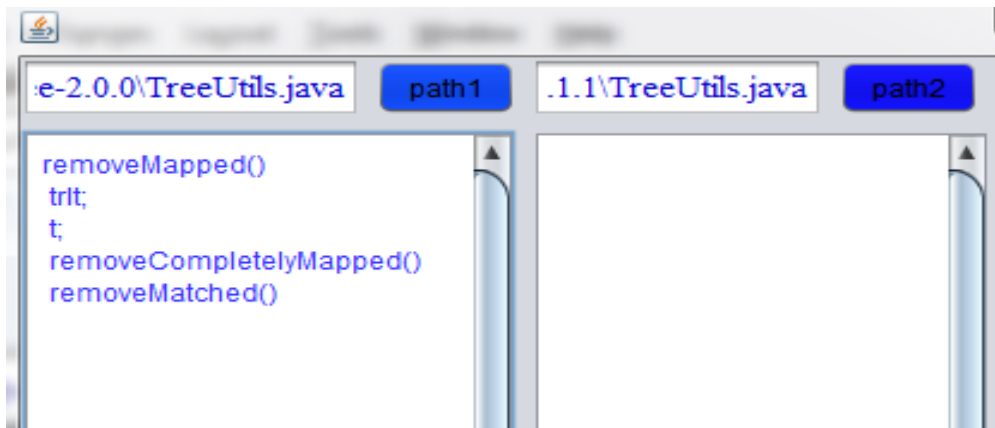 :e-2.0.0\TreeUtils.java path1 .1.1\TreeUtils.java path2
removeMapped()
trIt;
t;
removeCompletelyMapped()
removeMatched()